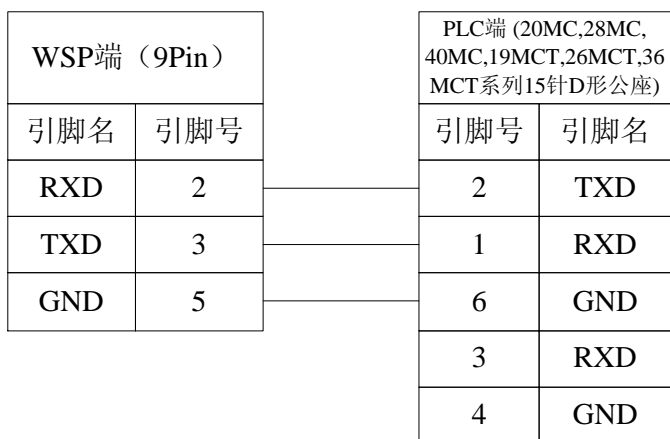 WSP端（9Pin）
引脚名 引脚号
RXD 2
TXD 3
GND 5
PLC端 (20MC,28MC,
40MC,19MCT,26MCT,36
MCT系列15针D形公座)
引脚号 引脚名
2 TXD
1 RXD
6 GND
3 RXD
4 GND